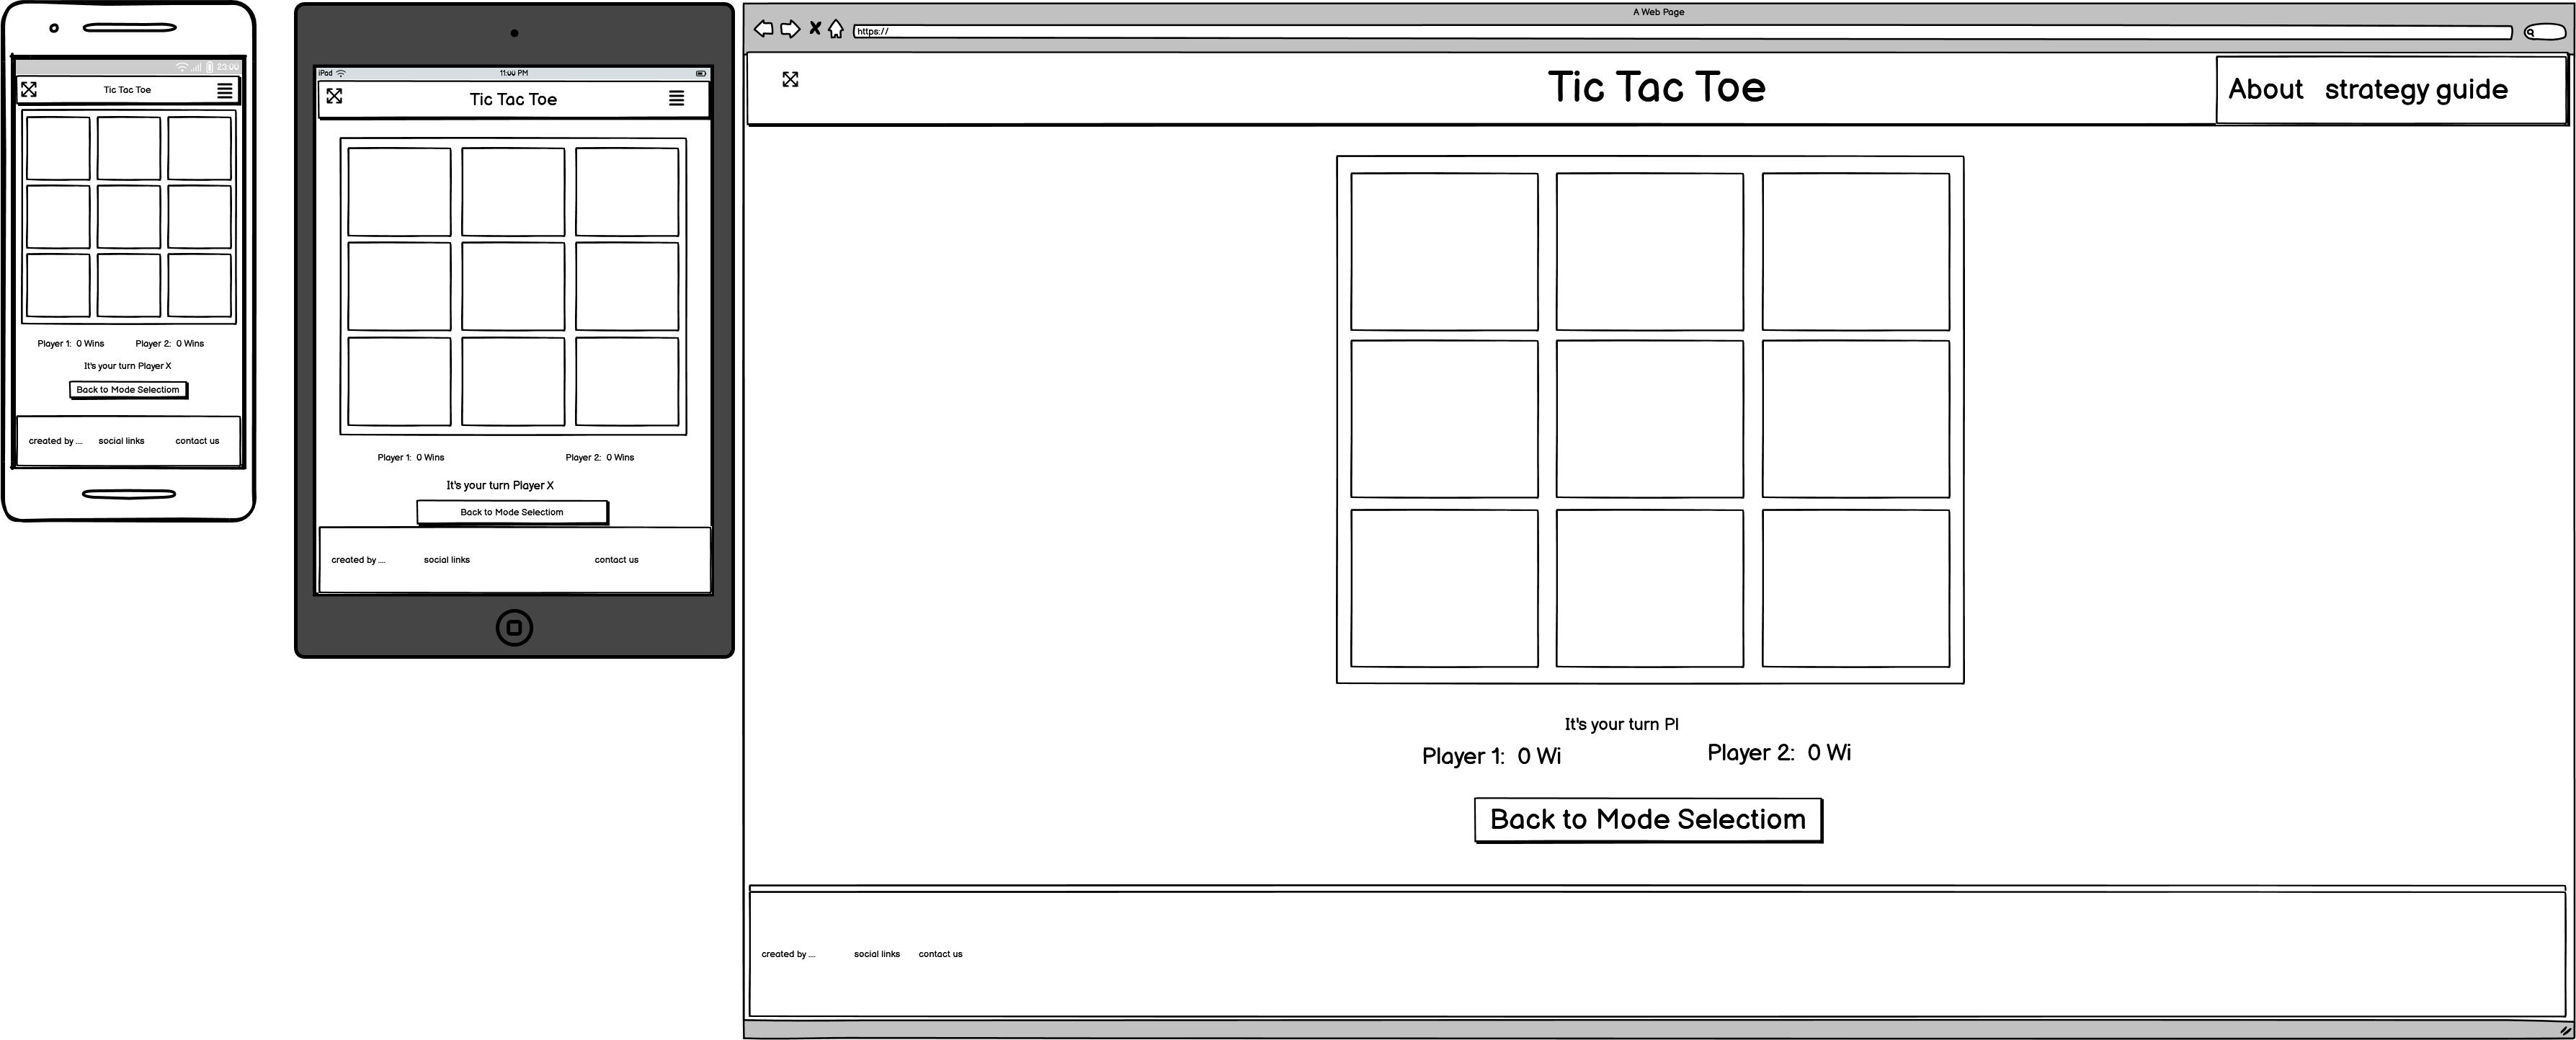 23:00
Tic Tac Toe
Player 1: 0 Wins Player 2: 0 Wins
It's your turn Player X
Back to Mode Selectiom
created by ... social links contact us
iPad 11:00 PM
Tic Tac Toe
Player 1: 0 Wins Player 2: 0 Wins
It's your turn Player X
Back to Mode Selectiom
created by ... social links contact us
A Web Page
https://
Tic Tac Toe About strategy guide
It's your turn Pl
Player 1: 0 Wi Player 2: 0 Wi
Back to Mode Selectiom
created by ... social links contact us